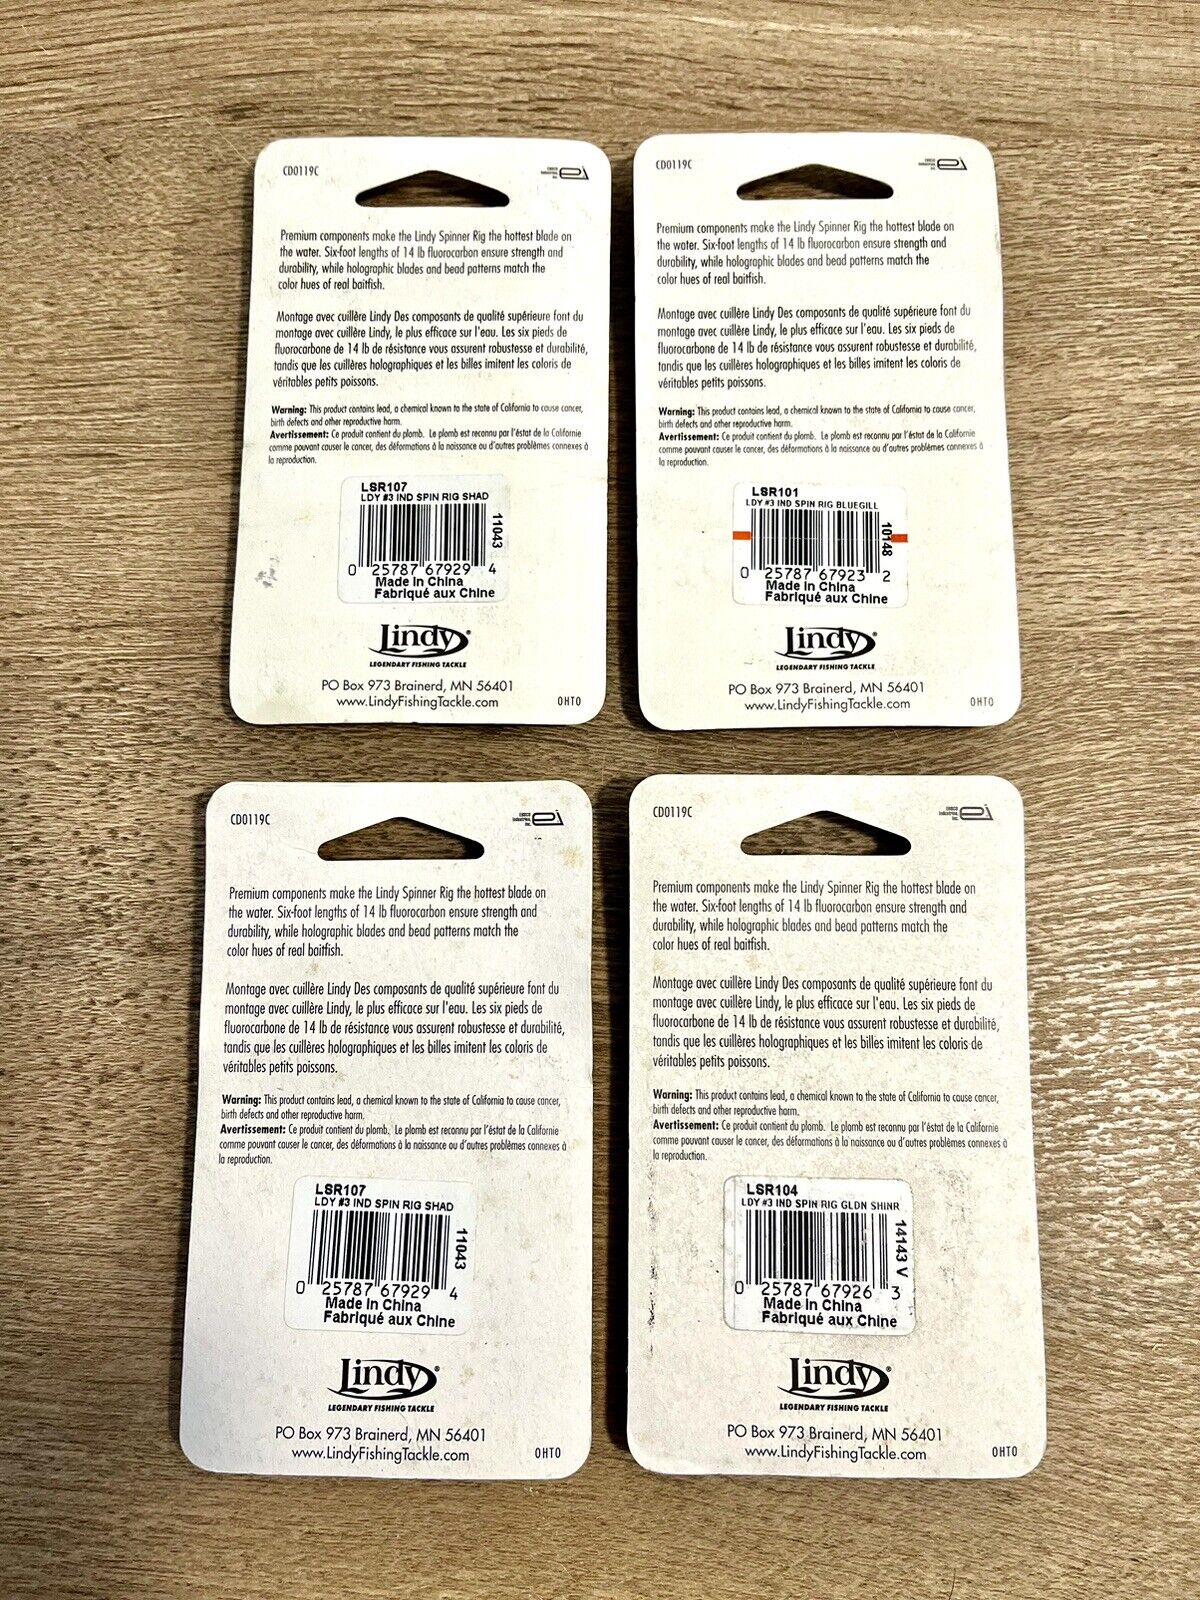 CD0119C
EBSCO
Industries,
Inc.
ei
Premium components make the Lindy Spinner Rig the hottest blade on
the water. Six-foot lengths of 14 lb fluorocarbon ensure strength and
durability, while holographic blades and bead patterns match the
color hues of real baitfish.
Montage avec cuillère Lindy Des composants de qualité supérieure font du
montage avec cuillère Lindy, le plus efficace sur l'eau. Les six pieds de
fluorocarbone de 14 lb de résistance vous assurent robustesse et durabilité,
tandis que les cuillères holographiques et les billes imitent les coloris de
véritables petits poissons.
Warning: This product contains lead, a chemical known to the state of California to cause cancer,
birth defects and other reproductive harm.
Avertissement: Ce produit contient du plomb. Le plomb est reconnu par l'éstat de la Californie
comme pouvant causer le cancer, des déformations à la naissance ou d'autres problèmes connexes à
la reproduction.
LSR107
LDY #3 IND SPIN RIG SHAD
11043
0 25787 67929 4
Made in China
Fabriqué aux Chine
Lindy®
LEGENDARY FISHING TACKLE
PO Box 973 Brainerd, MN 56401
www.LindyFishingTackle.com
OHTO
CD0119C
EBSCO
Industries,
Inc.
ei
Premium components make the Lindy Spinner Rig the hottest blade on
the water. Six-foot lengths of 14 lb fluorocarbon ensure strength and
durability, while holographic blades and bead patterns match the
color hues of real baitfish.
Montage avec cuillère Lindy Des composants de qualité supérieure font du
montage avec cuillère Lindy, le plus efficace sur l'eau. Les six pieds de
fluorocarbone de 14 lb de résistance vous assurent robustesse et durabilité,
tandis que les cuillères holographiques et les billes imitent les coloris de
véritables petits poissons.
Warning: This product contains lead, a chemical known to the state of California to cause cancer,
birth defects and other reproductive harm.
Avertissement: Ce produit contient du plomb. Le plomb est reconnu par l'éstat de la Californie
comme pouvant causer le cancer, des déformations à la naissance ou d'autres problèmes connexes à
la reproduction.
LSR101
LDY #3 IND SPIN RIG BLUEGILL
10148
0 25787 67923 2
Made in China
Fabriqué aux Chine
Lindy®
LEGENDARY FISHING TACKLE
PO Box 973 Brainerd, MN 56401
www.LindyFishingTackle.com
OHTO
CD0119C
EBSCO
Industries,
Inc.
ei
Premium components make the Lindy Spinner Rig the hottest blade on
the water. Six-foot lengths of 14 lb fluorocarbon ensure strength and
durability, while holographic blades and bead patterns match the
color hues of real baitfish.
Montage avec cuillère Lindy Des composants de qualité supérieure font du
montage avec cuillère Lindy, le plus efficace sur l'eau. Les six pieds de
fluorocarbone de 14 lb de résistance vous assurent robustesse et durabilité,
tandis que les cuillères holographiques et les billes imitent les coloris de
véritables petits poissons.
Warning: This product contains lead, a chemical known to the state of California to cause cancer,
birth defects and other reproductive harm.
Avertissement: Ce produit contient du plomb. Le plomb est reconnu par l'éstat de la Californie
comme pouvant causer le cancer, des déformations à la naissance ou d'autres problèmes connexes à
la reproduction.
LSR107
LDY #3 IND SPIN RIG SHAD
11043
0 25787 67929 4
Made in China
Fabriqué aux Chine
Lindy®
LEGENDARY FISHING TACKLE
PO Box 973 Brainerd, MN 56401
www.LindyFishingTackle.com
OHTO
CD0119C
EBSCO
Industries,
Inc.
ei
Premium components make the Lindy Spinner Rig the hottest blade on
the water. Six-foot lengths of 14 lb fluorocarbon ensure strength and
durability, while holographic blades and bead patterns match the
color hues of real baitfish.
Montage avec cuillère Lindy Des composants de qualité supérieure font du
montage avec cuillère Lindy, le plus efficace sur l'eau. Les six pieds de
fluorocarbone de 14 lb de résistance vous assurent robustesse et durabilité,
tandis que les cuillères holographiques et les billes imitent les coloris de
véritables petits poissons.
Warning: This product contains lead, a chemical known to the state of California to cause cancer,
birth defects and other reproductive harm.
Avertissement: Ce produit contient du plomb. Le plomb est reconnu par l'éstat de la Californie
comme pouvant causer le cancer, des déformations à la naissance ou d'autres problèmes connexes à
la reproduction.
LSR104
LDY #3 IND SPIN RIG GLDN SHINR
14143 V
0 25787 67926 3
Made in China
Fabriqué aux Chine
Lindy®
LEGENDARY FISHING TACKLE
PO Box 973 Brainerd, MN 56401
www.LindyFishingTackle.com
OHTO